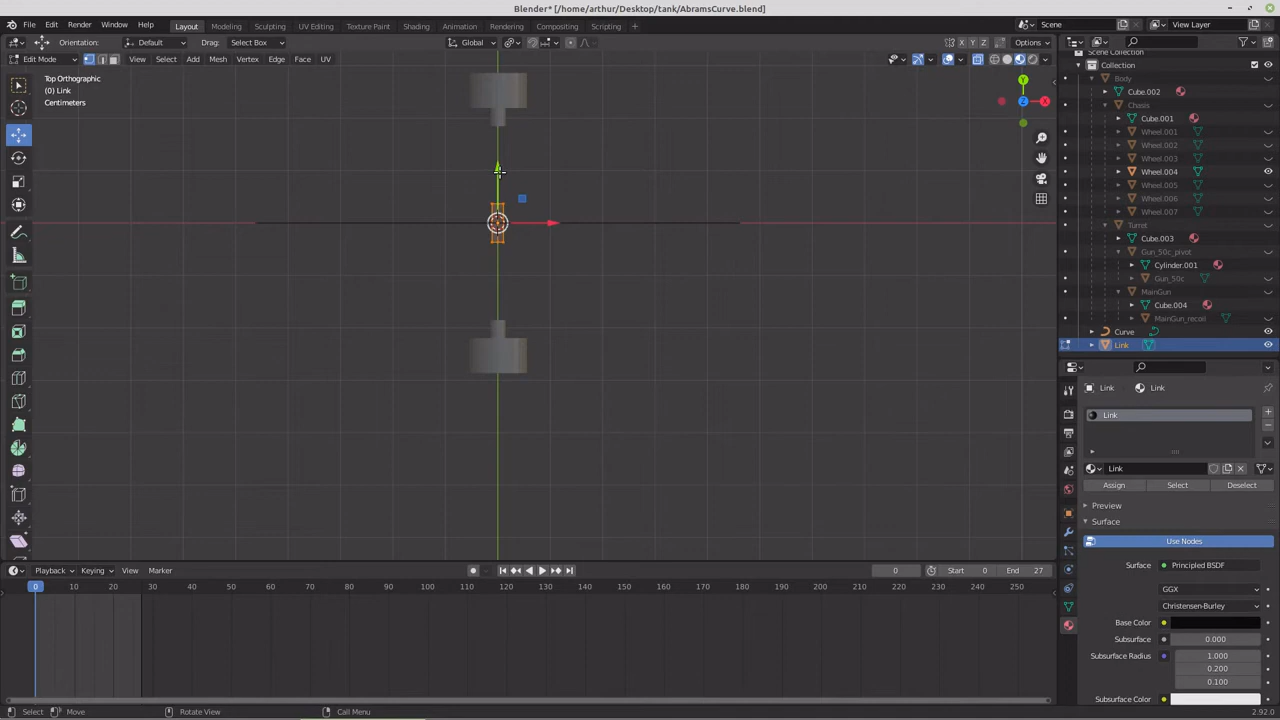 Blender* [/home/arthur/Desktop/tank/AbramsCurve.blend]
File Edit Render Window Help Layout Modeling Sculpting UV Editing Texture Paint Shading Animation Rendering Compositing Scripting + Scene View Layer
Orientation: Default Drag: Select Box Global X Y Z Options
Edit Mode View Select Add Mesh Vertex Edge Face UV
Top Orthographic
(0) Link
Centimeters
Y
Z X
Scene Collection
Collection
Body
Cube.002
Chasis
Cube.001
Wheel.001
Wheel.002
Wheel.003
Wheel.004
Wheel.005
Wheel.006
Wheel.007
Turret
Cube.003
Gun_50c_pivot
Cylinder.001
Gun_50c
MainGun
Cube.004
MainGun_recoil
Curve
Link
Link Link
Link
Link
Assign Select Deselect
Preview
Surface
Use Nodes
Surface Principled BSDF
GGX
Christensen-Burley
Base Color
Subsurface 0.000
Subsurface Radius 1.000
0.200
0.100
Subsurface Color
Playback Keying View Marker 0 Start 0 End 27
0 10 20 30 40 50 60 70 80 90 100 110 120 130 140 150 160 170 180 190 200 210 220 230 240 250
Select Move Rotate View Call Menu 2.92.0